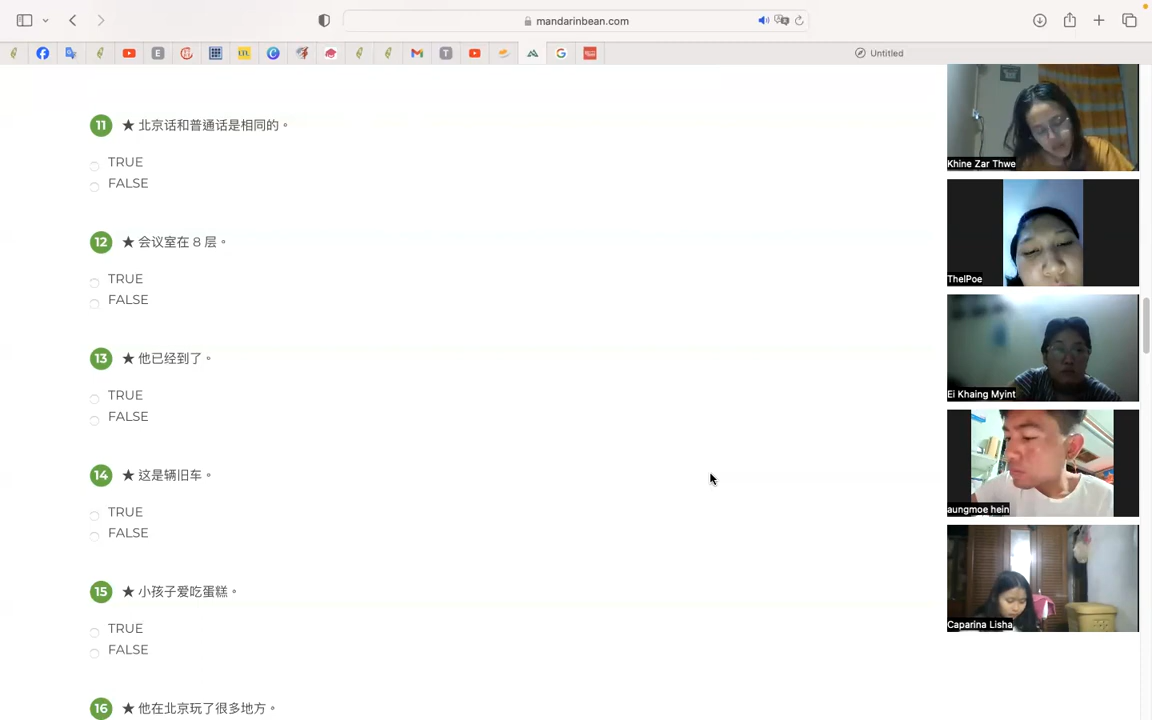 mandarinbean.com
Untitled
11 ★ 北京话和普通话是相同的。
TRUE
FALSE
12 ★ 会议室在 8 层。
TRUE
FALSE
13 ★ 他已经到了。
TRUE
FALSE
14 ★ 这是辆旧车。
TRUE
FALSE
15 ★ 小孩子爱吃蛋糕。
TRUE
FALSE
16 ★ 他在北京玩了很多地方。
Khine Zar Thwe
ThelPoe
Ei Khaing Myint
aungmoe hein
Caparina Lisha